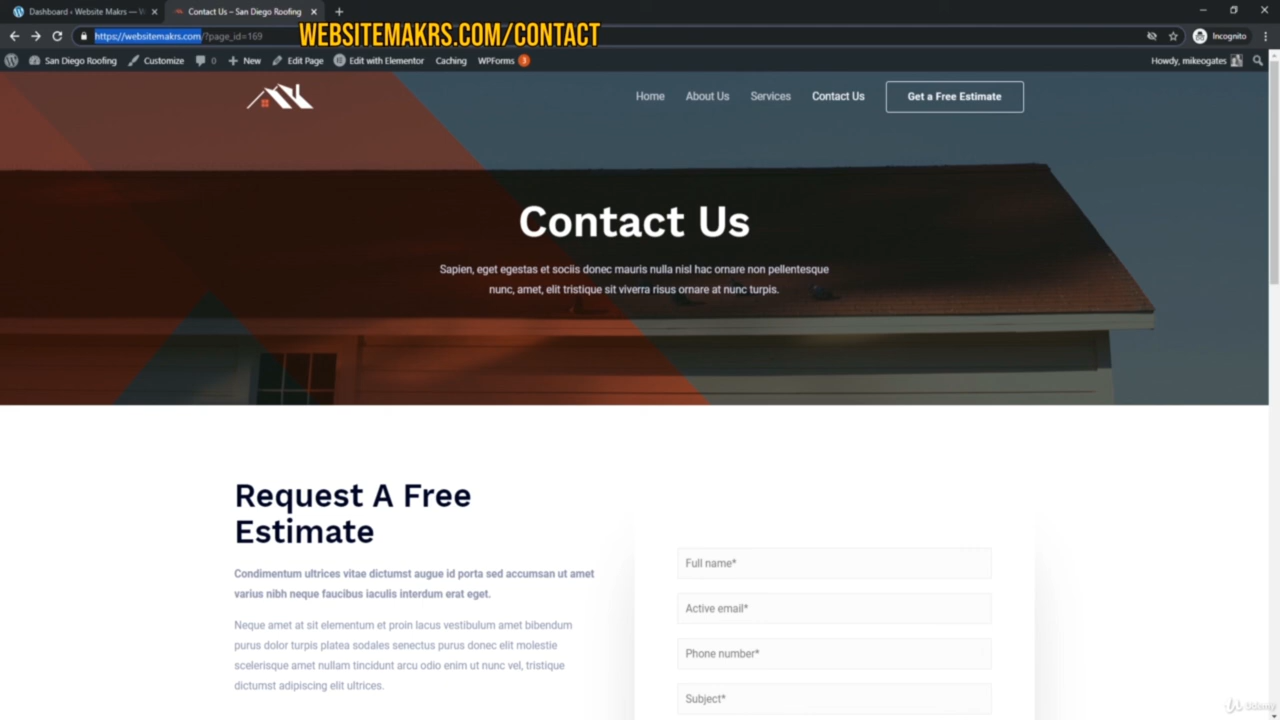 Dashboard ‹ Website Makrs — W
Contact Us – San Diego Roofing
https://websitemakrs.com/?page_id=169
WEBSITEMAKRS.COM/CONTACT
Incognito
San Diego Roofing
Customize
0
New
Edit Page
Edit with Elementor
Caching
WPForms 3
Howdy, mikeogates
Home
About Us
Services
Contact Us
Get a Free Estimate
Contact Us
Sapien, eget egestas et sociis donec mauris nulla nisl hac ornare non pellentesque
nunc, amet, elit tristique sit viverra risus ornare at nunc turpis.
Request A Free
Estimate
Condimentum ultrices vitae dictumst augue id porta sed accumsan ut amet
varius nibh neque faucibus iaculis interdum erat eget.
Neque amet at sit elementum et proin lacus vestibulum amet bibendum
purus dolor turpis platea sodales senectus purus donec elit molestie
scelerisque amet nullam tincidunt arcu odio enim ut nunc vel, tristique
dictumst adipiscing elit ultrices.
Full name*
Active email*
Phone number*
Subject*
Udemy